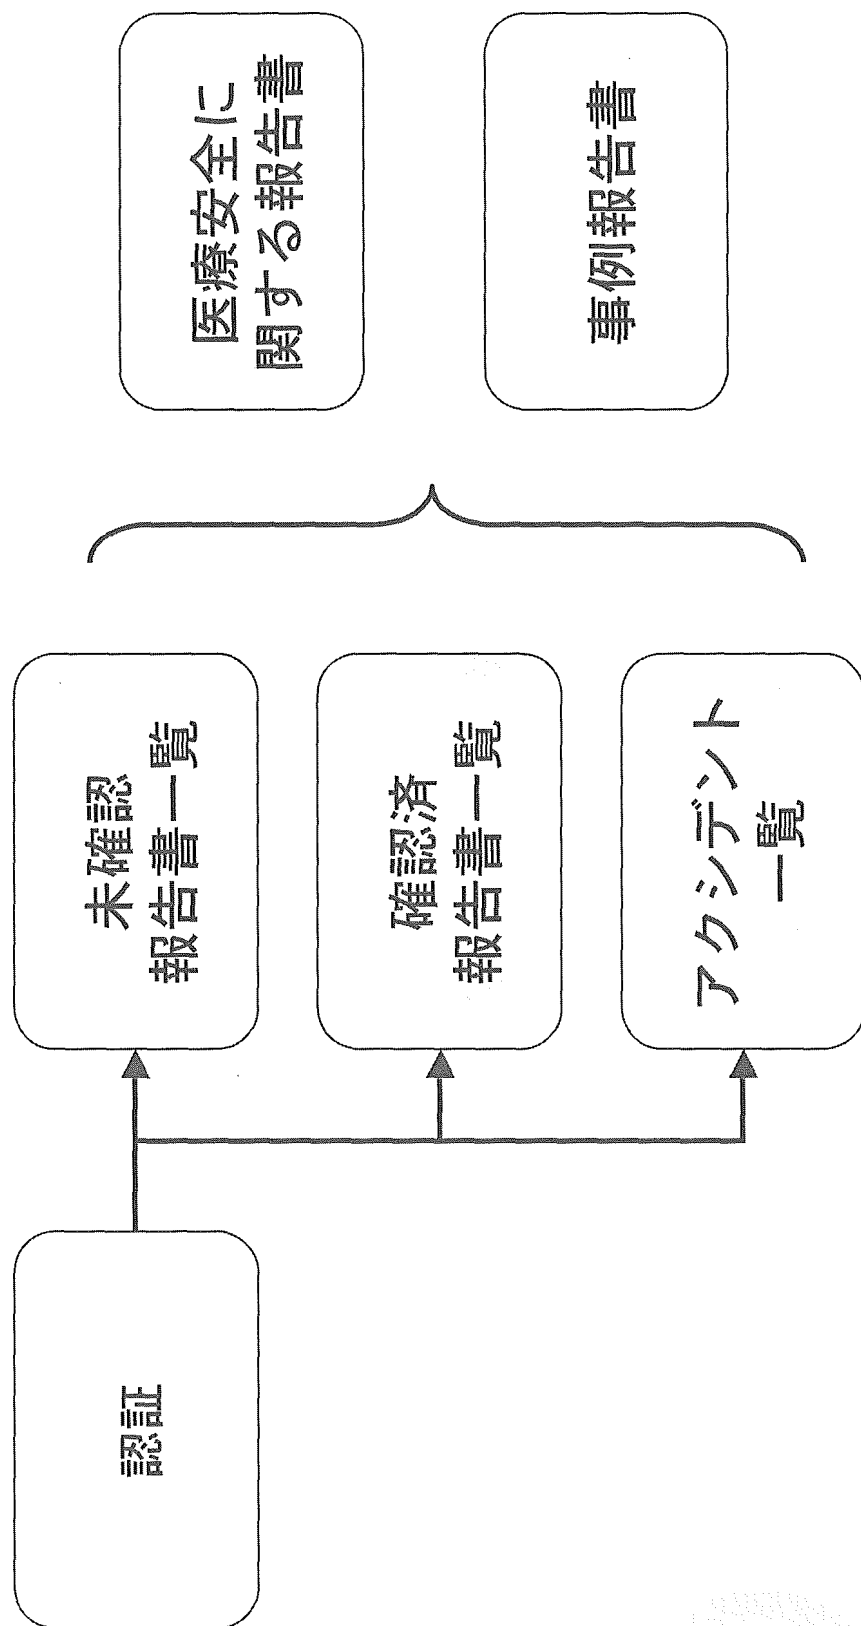 認証
未確認
報告書一覧
確認済
報告書一覧
アクシデント
一覧
医療安全に
関する報告書
事例報告書